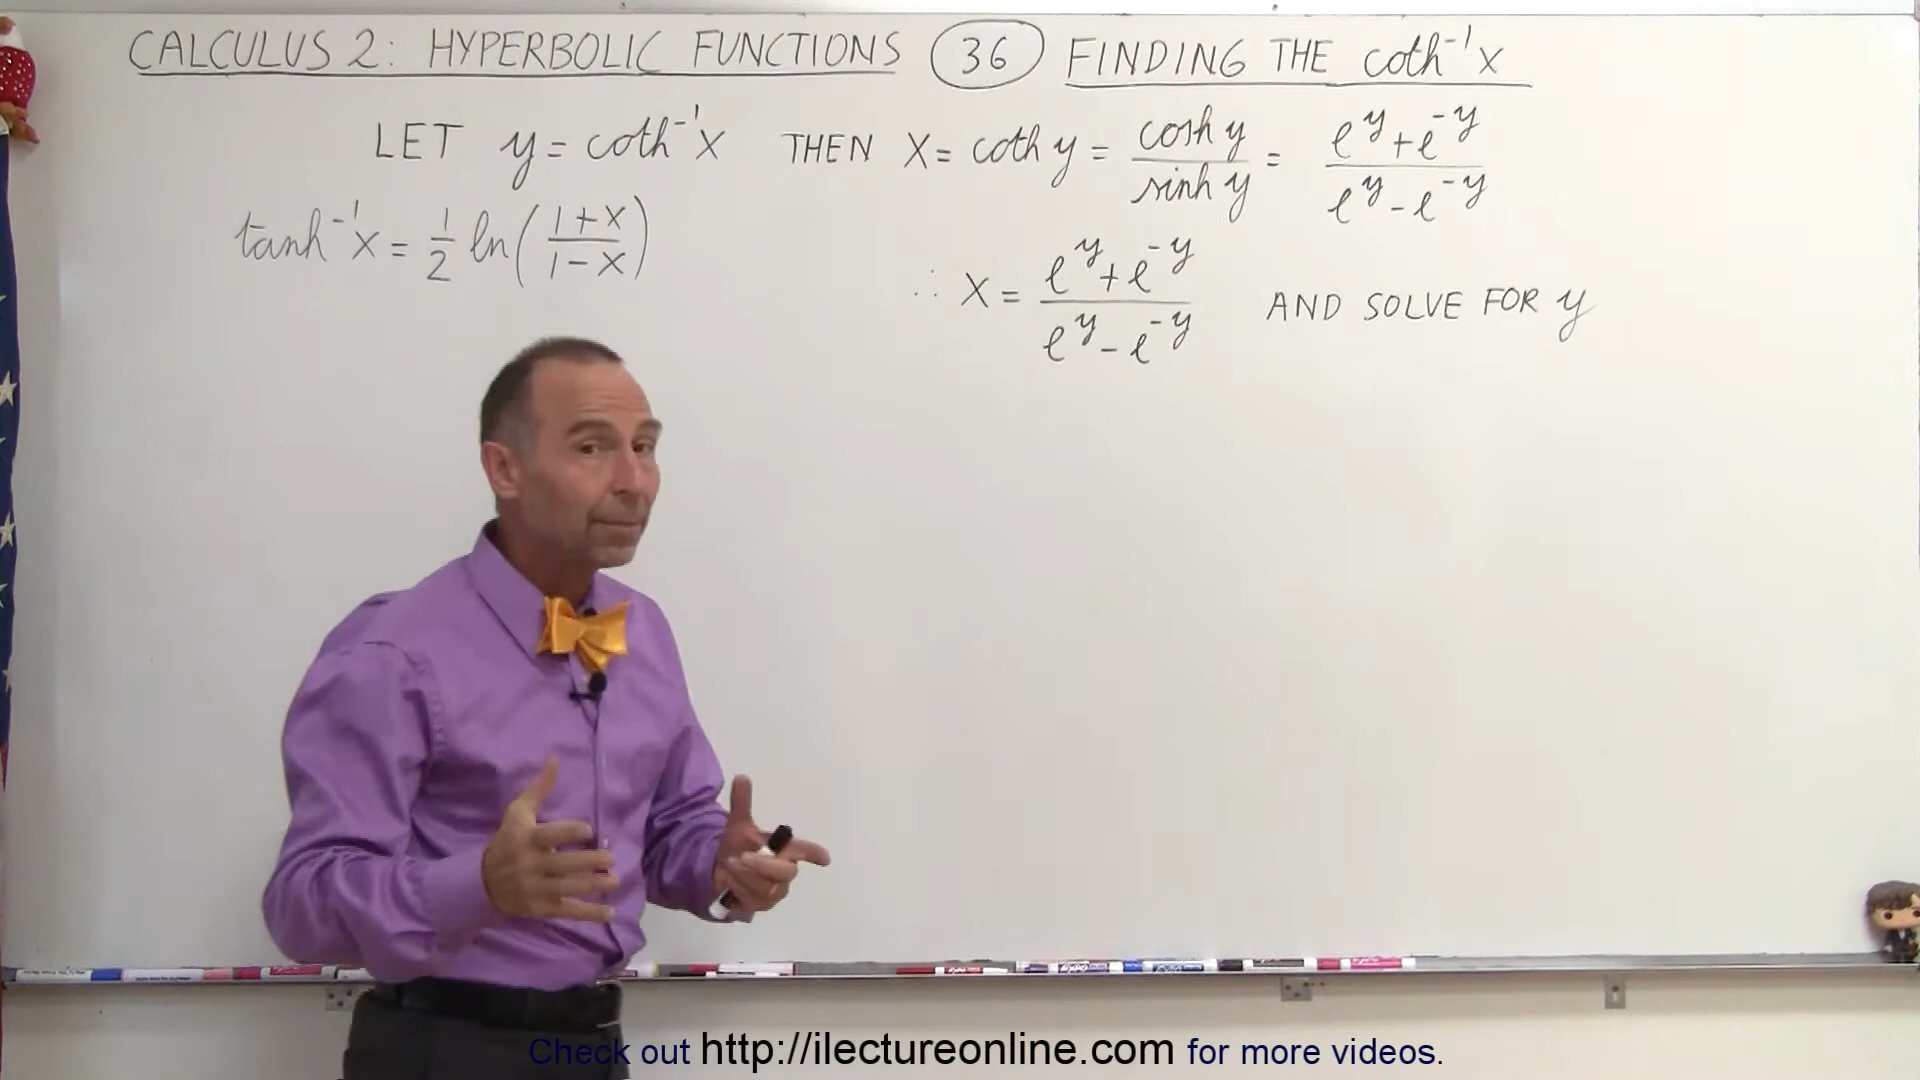 CALCULUS 2: HYPERBOLIC FUNCTIONS 36 FINDING THE coth⁻¹x
LET y = coth⁻¹x THEN x = coth y = cosh y / sinh y = (e^y + e^-y) / (e^y - e^-y)
tanh⁻¹x = 1/2 ln((1+x)/(1-x))
∴ x = (e^y + e^-y) / (e^y - e^-y) AND SOLVE FOR y
Check out http://ilectureonline.com for more videos.